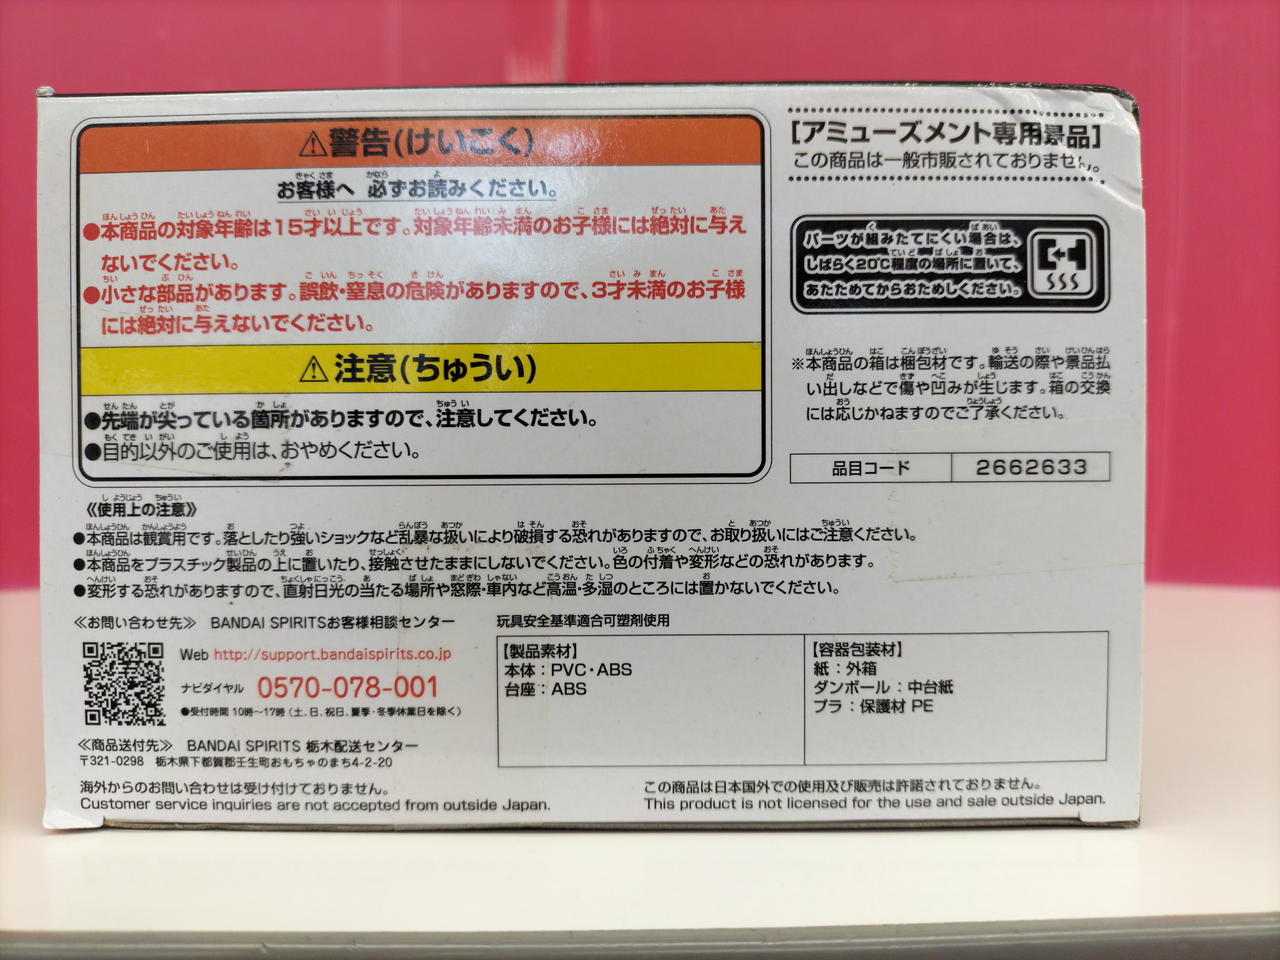 ⚠警告(けいこく)
お客様へ 必ずお読みください。
●本商品の対象年齢は15才以上です。対象年齢未満のお子様には絶対に与え
ないでください。
●小さな部品があります。誤飲・窒息の危険がありますので、3才未満のお子様
には絶対に与えないでください。
⚠注意(ちゅうい)
●先端が尖っている箇所がありますので、注意してください。
●目的以外のご使用は、おやめください。
[アミューズメント専用景品]
この商品は一般市販されておりません。
パーツが組みたてにくい場合は、
しばらく20℃程度の場所に置いて、
あたためてからおためしください。
※本商品の箱は梱包材です。輸送の際や景品払
い出しなどで傷や凹みが生じます。箱の交換
には応じかねますのでご了承ください。
品目コード 2662633
《使用上の注意》
●本商品は観賞用です。落としたり強いショックなど乱暴な扱いにより破損する恐れがありますので、お取り扱いにはご注意ください。
●本商品をプラスチック製品の上に置いたり、接触させたままにしないでください。色の付着や変形などの恐れがあります。
●変形する恐れがありますので、直射日光の当たる場所や窓際・車内など高温・多湿のところには置かないでください。
≪お問い合わせ先≫ BANDAI SPIRITSお客様相談センター
Web http://support.bandaispirits.co.jp
ナビダイヤル 0570-078-001
●受付時間 10時〜17時(土、日、祝日、夏季・冬季休業日を除く)
≪商品送付先≫ BANDAI SPIRITS 栃木配送センター
〒321-0298 栃木県下都賀郡壬生町おもちゃのまち4-2-20
玩具安全基準適合可塑剤使用
【製品素材】
本体：PVC・ABS
台座：ABS
【容器包装材】
紙：外箱
ダンボール：中台紙
プラ：保護材 PE
海外からのお問い合わせは受け付けておりません。
Customer service inquiries are not accepted from outside Japan.
この商品は日本国外での使用及び販売は許諾されておりません。
This product is not licensed for the use and sale outside Japan.